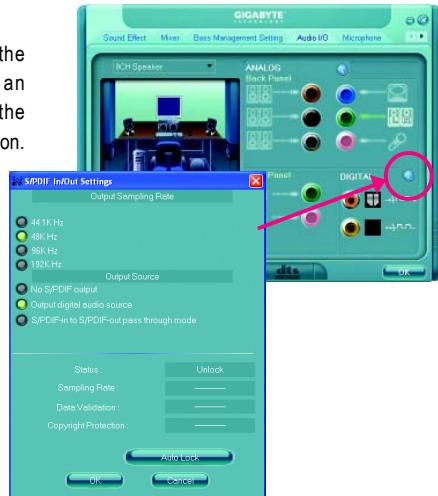 the
an
the
on.
GIGABYTE
TECHNOLOGY
Sound Effect Mixer Bass Management Setting Audio I/O Microphone
8CH Speaker
ANALOG
Back Panel
Panel
DIGITAL
dts
OK
S/PDIF In/Out Settings
Output Sampling Rate
44.1K Hz
48K Hz
96K Hz
192K Hz
Output Source
No S/PDIF output
Output digital audio source
S/PDIF-in to S/PDIF-out pass through mode
Status : Unlock
Sampling Rate :
Data Validation :
Copyright Protection :
Auto Lock
OK Cancel